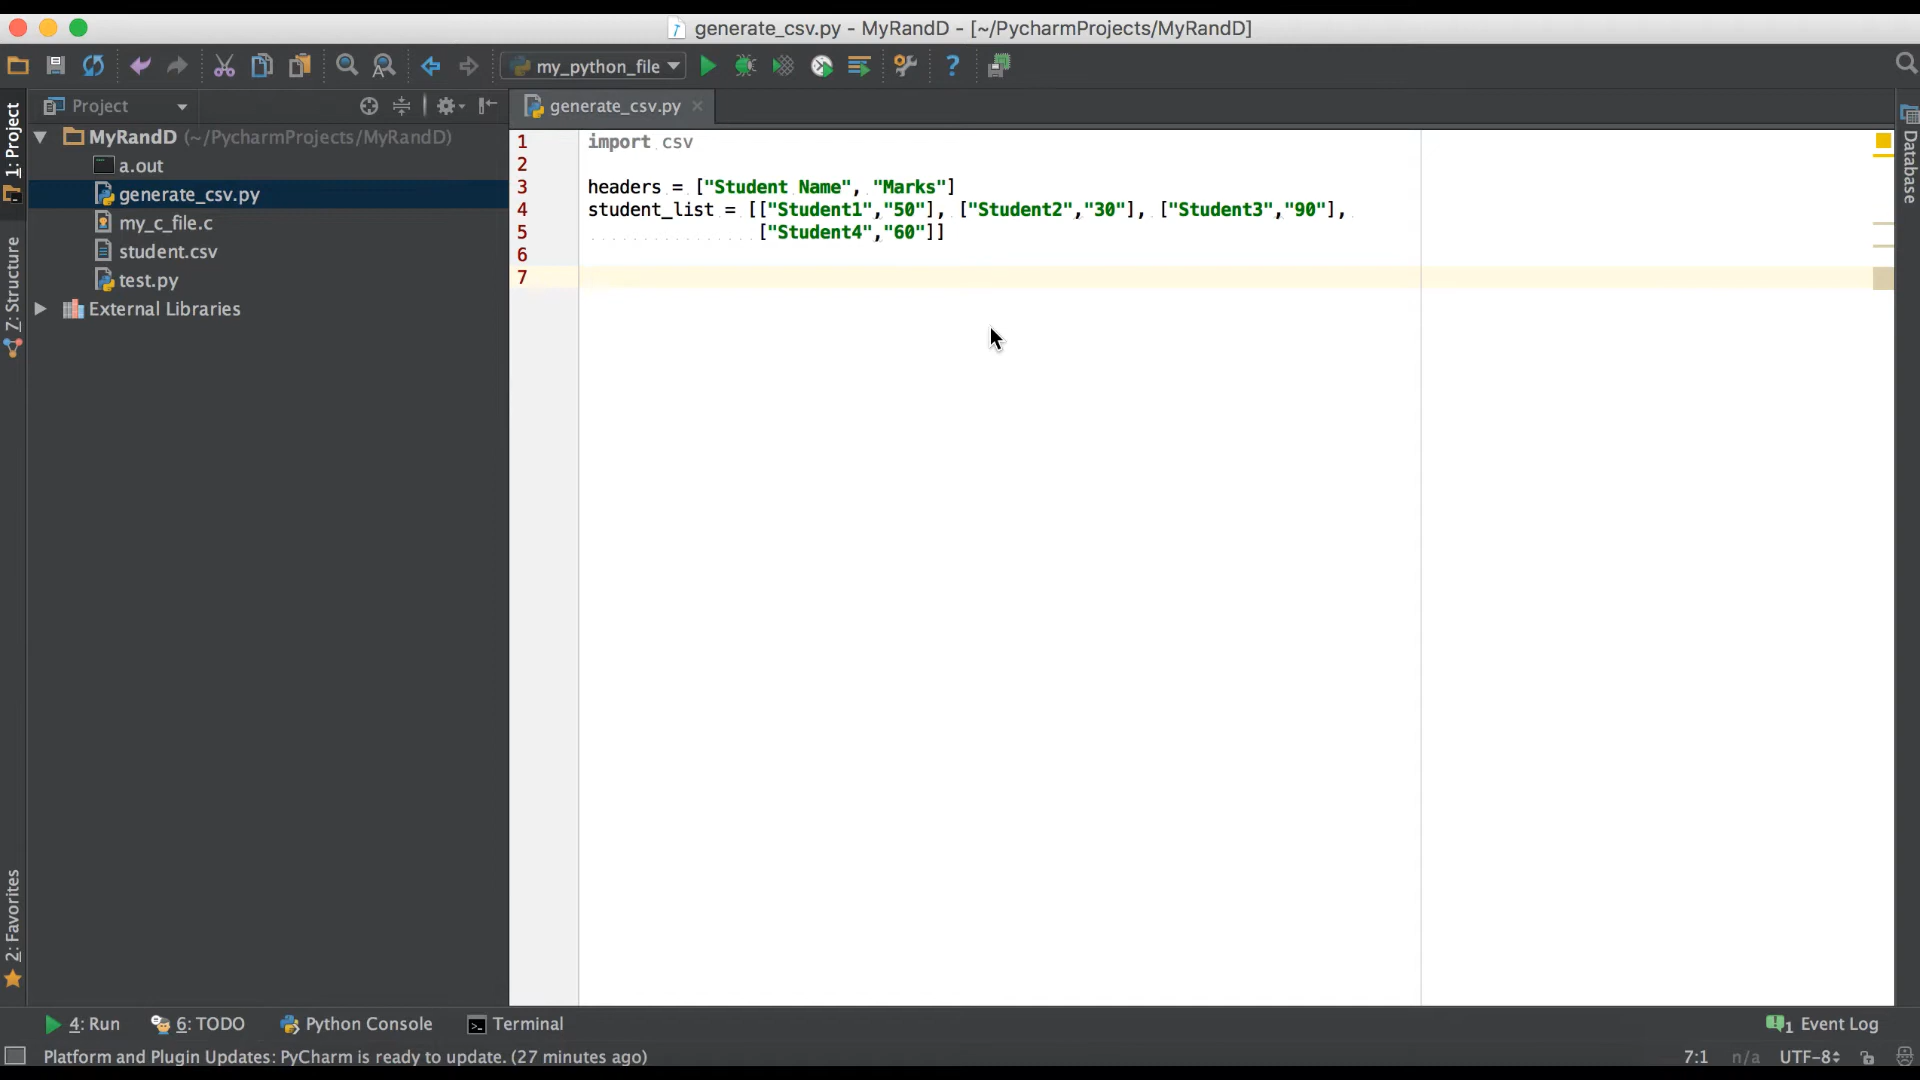 generate_csv.py - MyRandD - [~/PycharmProjects/MyRandD]
my_python_file
Project
generate_csv.py
1: Project
MyRandD (~/PycharmProjects/MyRandD)
a.out
generate_csv.py
my_c_file.c
student.csv
test.py
External Libraries
7: Structure
2: Favorites
1 import csv
2
3 headers = ["Student Name", "Marks"]
4 student_list = [["Student1","50"], ["Student2","30"], ["Student3","90"],
5 ["Student4","60"]]
6
7
Database
4: Run
6: TODO
Python Console
Terminal
1 Event Log
Platform and Plugin Updates: PyCharm is ready to update. (27 minutes ago)
7:1 n/a UTF-8